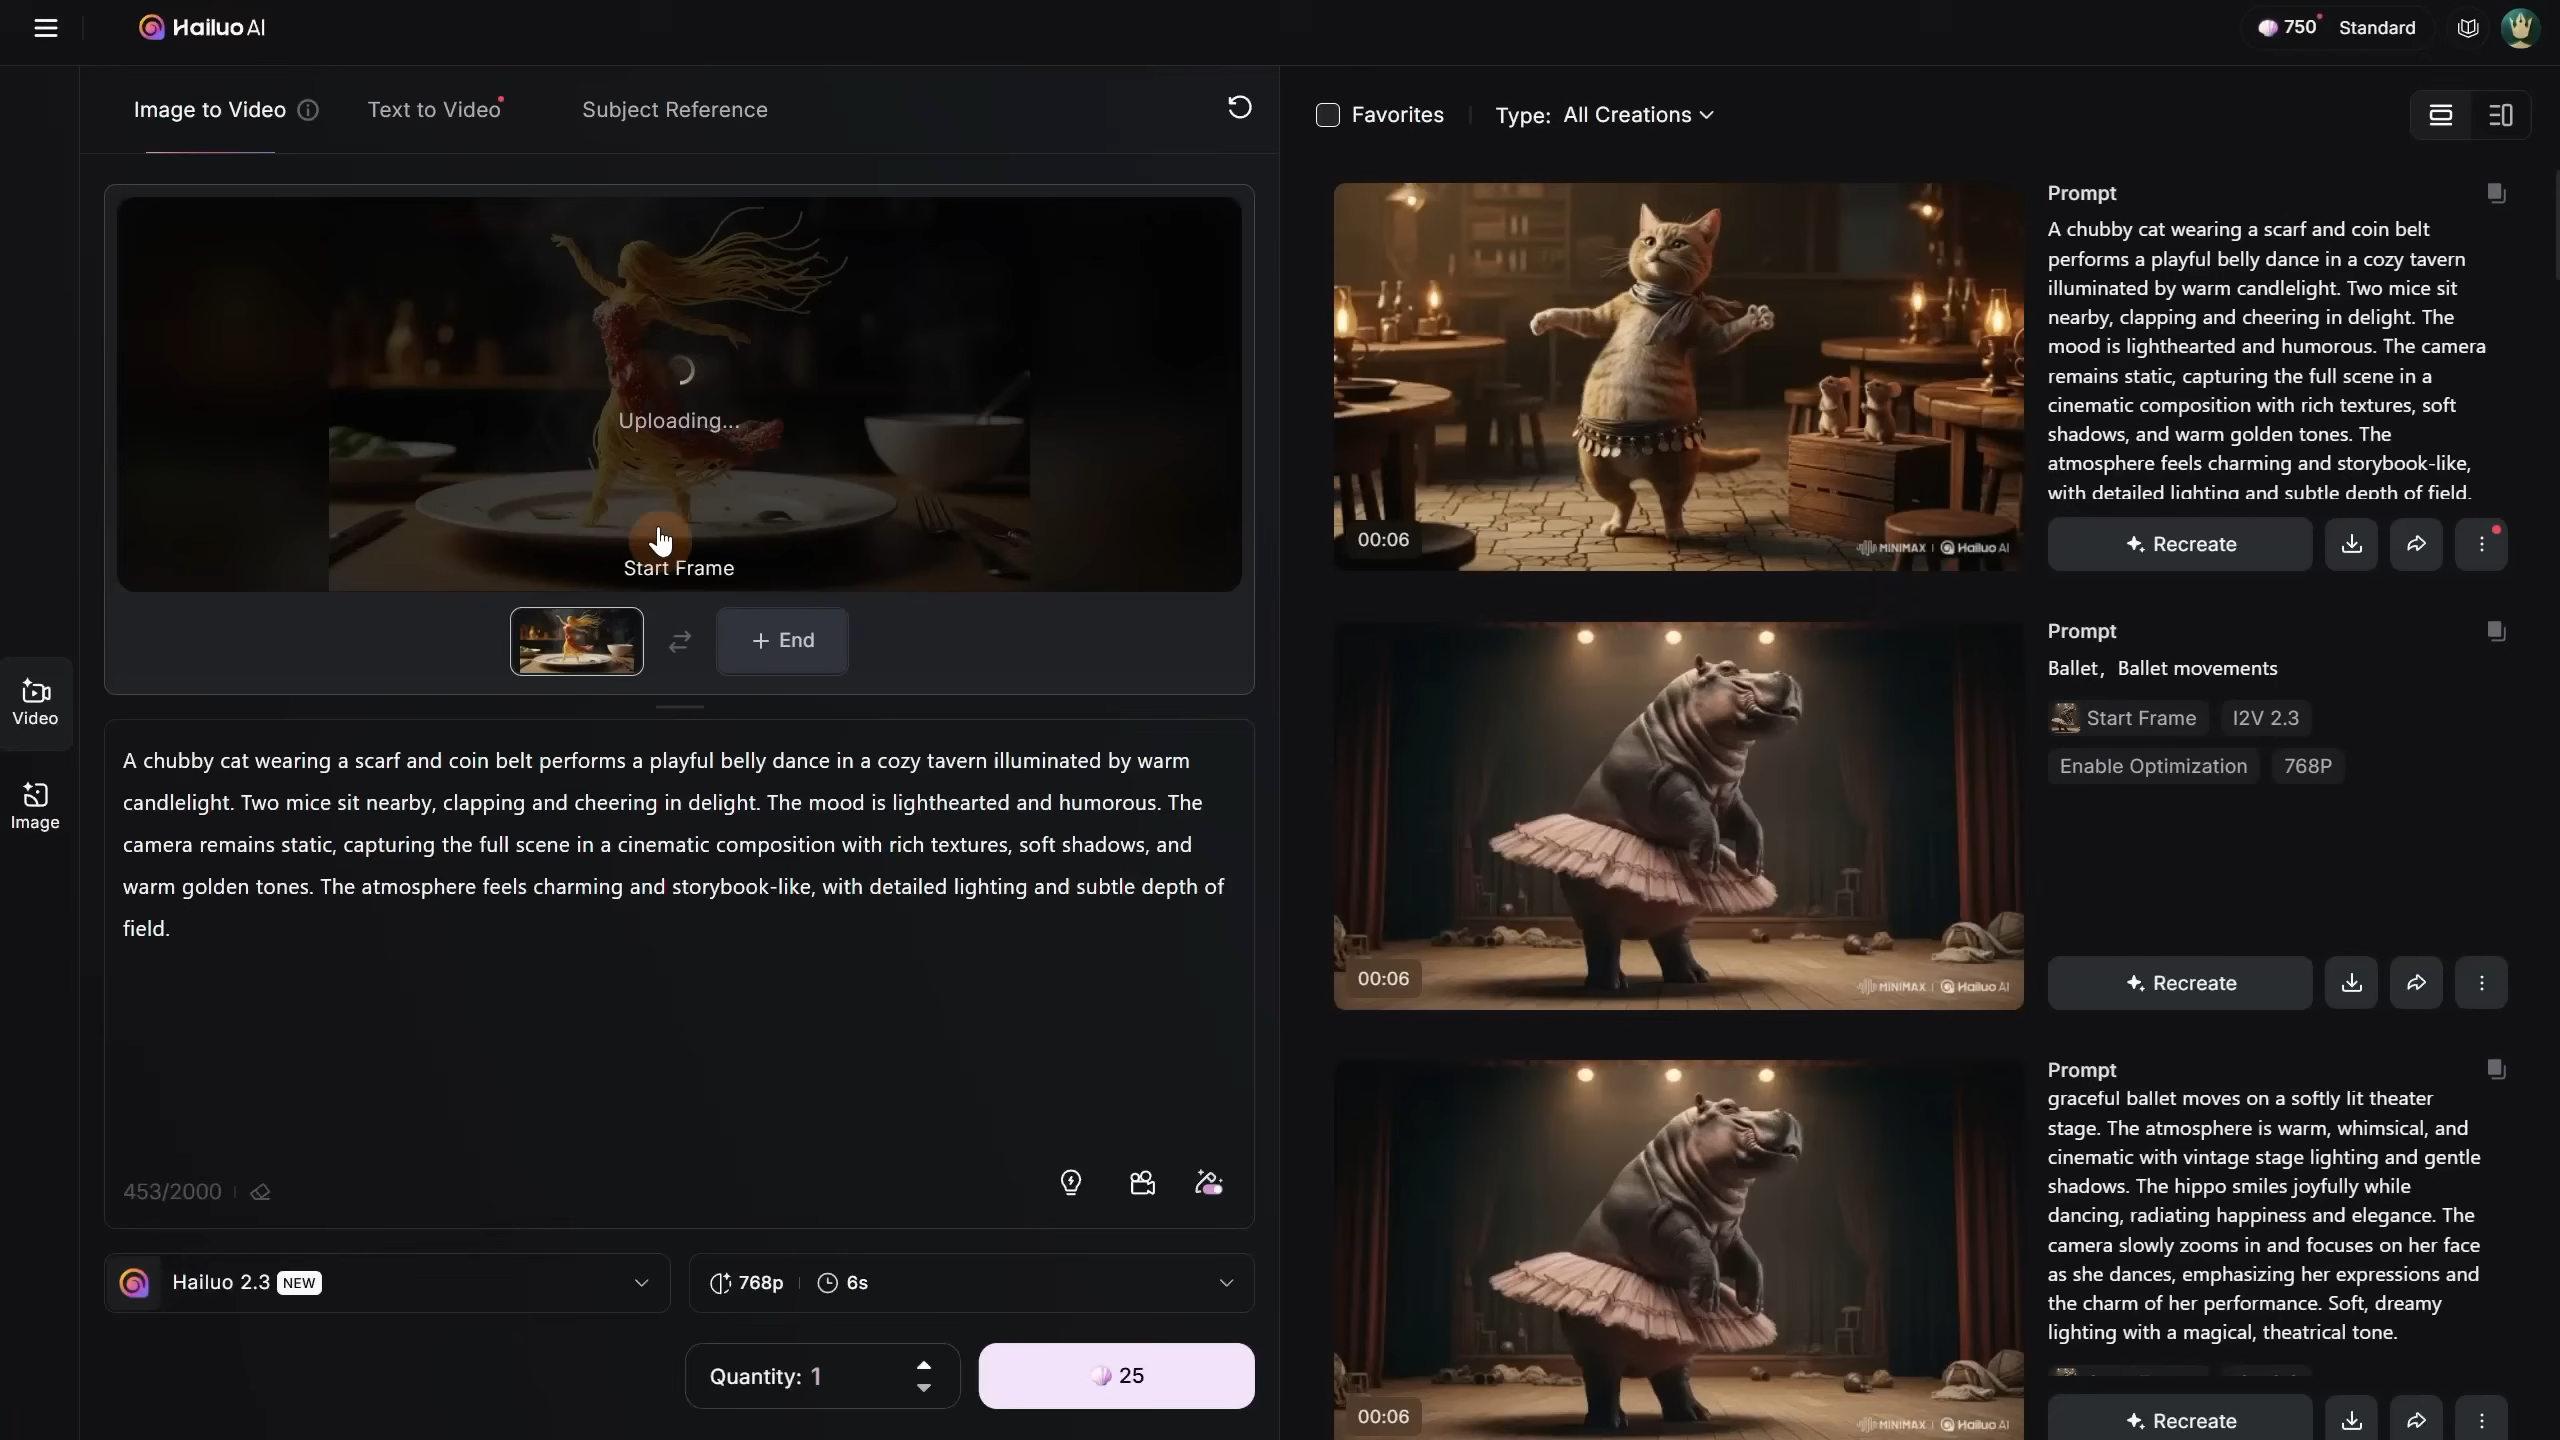 Hailuo AI
750
Standard
Image to Video
Text to Video
Subject Reference
Uploading...
Start Frame
+ End
Video
Image
A chubby cat wearing a scarf and coin belt performs a playful belly dance in a cozy tavern illuminated by warm
candlelight. Two mice sit nearby, clapping and cheering in delight. The mood is lighthearted and humorous. The
camera remains static, capturing the full scene in a cinematic composition with rich textures, soft shadows, and
warm golden tones. The atmosphere feels charming and storybook-like, with detailed lighting and subtle depth of
field.
453/2000
Hailuo 2.3 NEW
768p
6s
Quantity: 1
25
Favorites
Type: All Creations
00:06
MINIMAX | Hailuo AI
Prompt
A chubby cat wearing a scarf and coin belt
performs a playful belly dance in a cozy tavern
illuminated by warm candlelight. Two mice sit
nearby, clapping and cheering in delight. The
mood is lighthearted and humorous. The camera
remains static, capturing the full scene in a
cinematic composition with rich textures, soft
shadows, and warm golden tones. The
atmosphere feels charming and storybook-like,
with detailed lighting and subtle depth of field.
Recreate
00:06
MINIMAX | Hailuo AI
Prompt
Ballet，Ballet movements
Start Frame
I2V 2.3
Enable Optimization
768P
Recreate
00:06
MINIMAX | Hailuo AI
Prompt
graceful ballet moves on a softly lit theater
stage. The atmosphere is warm, whimsical, and
cinematic with vintage stage lighting and gentle
shadows. The hippo smiles joyfully while
dancing, radiating happiness and elegance. The
camera slowly zooms in and focuses on her face
as she dances, emphasizing her expressions and
the charm of her performance. Soft, dreamy
lighting with a magical, theatrical tone.
Recreate